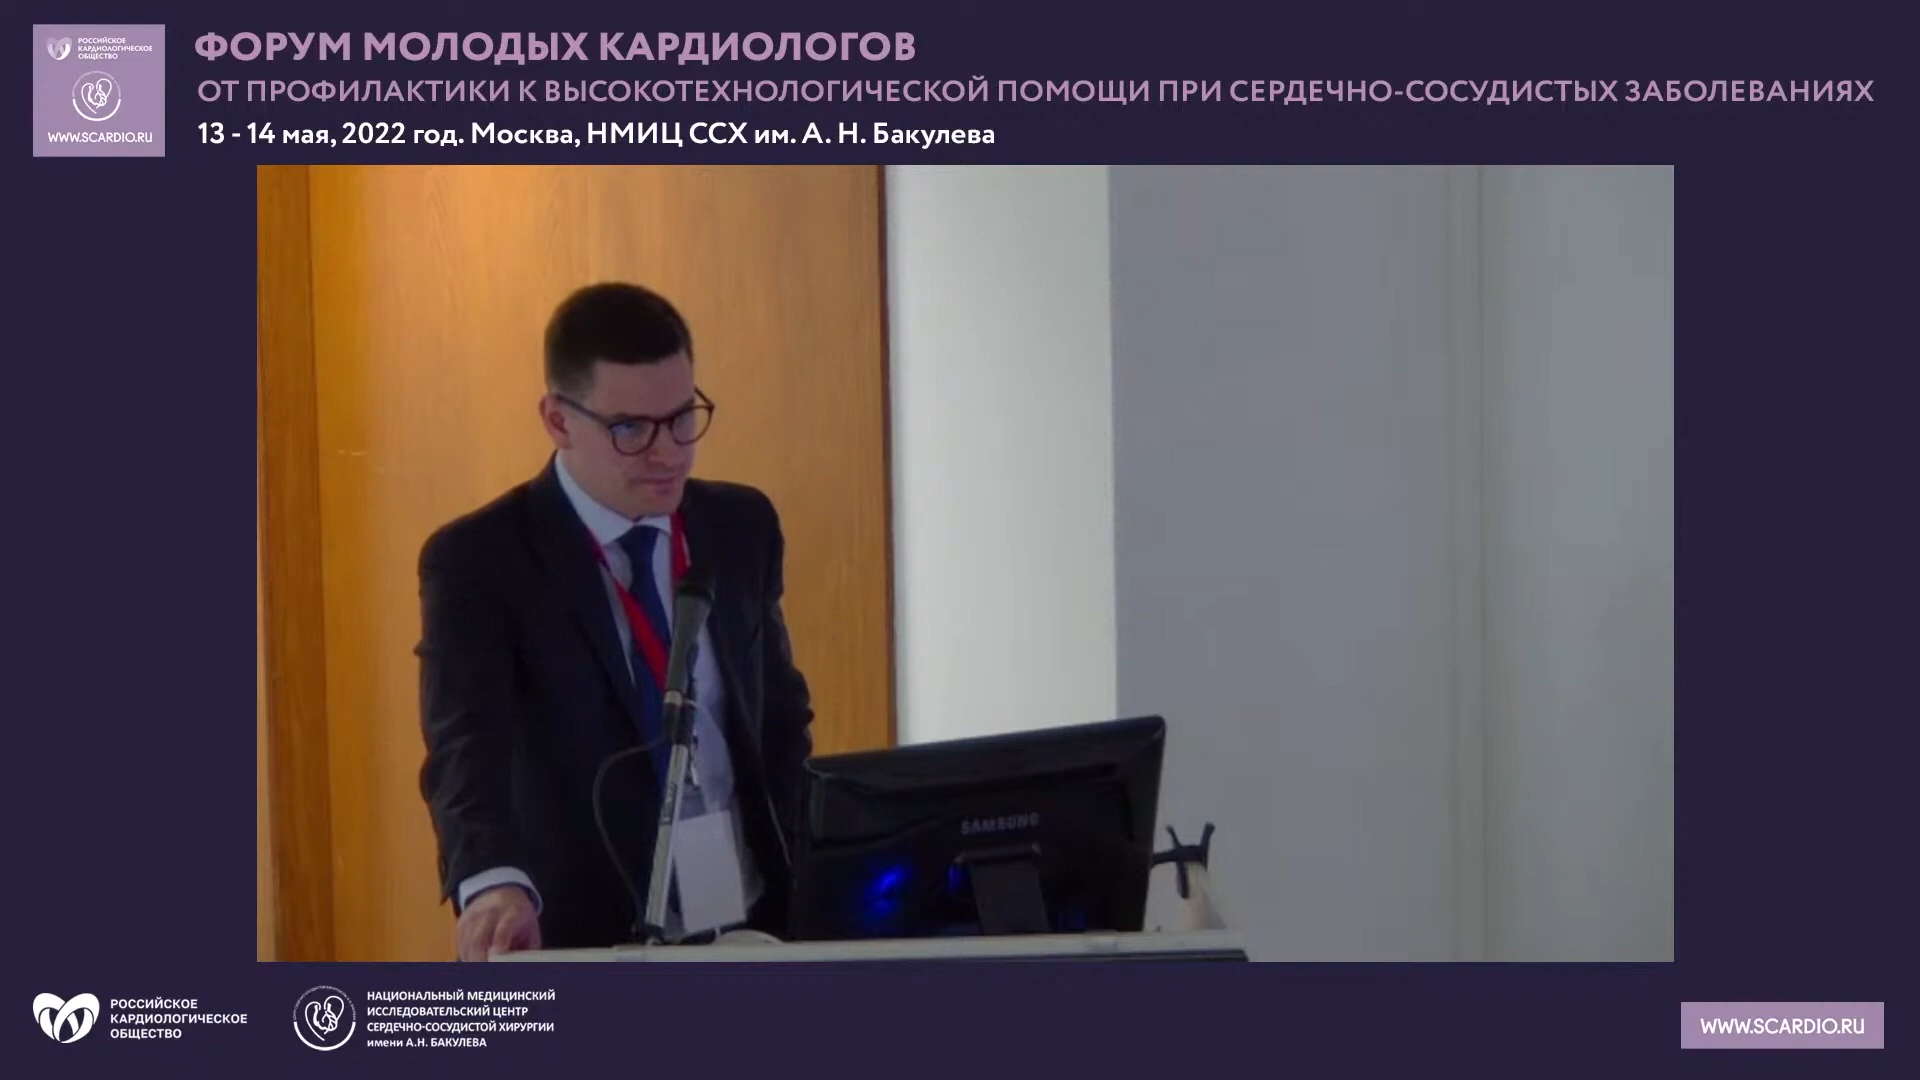 РОССИЙСКОЕ
КАРДИОЛОГИЧЕСКОЕ
ОБЩЕСТВО
WWW.SCARDIO.RU
ФОРУМ МОЛОДЫХ КАРДИОЛОГОВ
ОТ ПРОФИЛАКТИКИ К ВЫСОКОТЕХНОЛОГИЧЕСКОЙ ПОМОЩИ ПРИ СЕРДЕЧНО-СОСУДИСТЫХ ЗАБОЛЕВАНИЯХ
13 - 14 мая, 2022 год. Москва, НМИЦ ССХ им. А. Н. Бакулева
SAMSUNG
РОССИЙСКОЕ
КАРДИОЛОГИЧЕСКОЕ
ОБЩЕСТВО
НАЦИОНАЛЬНЫЙ МЕДИЦИНСКИЙ
ИССЛЕДОВАТЕЛЬСКИЙ ЦЕНТР
СЕРДЕЧНО-СОСУДИСТОЙ ХИРУРГИИ
имени А.Н. БАКУЛЕВА
WWW.SCARDIO.RU